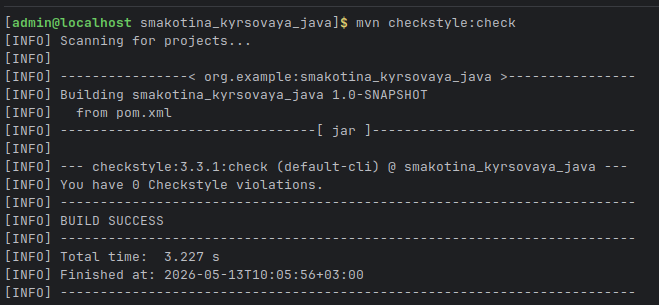 [admin@localhost smakotina_kyrsovaya_java]$ mvn checkstyle:check
[INFO] Scanning for projects...
[INFO]
[INFO] ----------------< org.example:smakotina_kyrsovaya_java >----------------
[INFO] Building smakotina_kyrsovaya_java 1.0-SNAPSHOT
[INFO]   from pom.xml
[INFO] --------------------------------[ jar ]---------------------------------
[INFO]
[INFO] --- checkstyle:3.3.1:check (default-cli) @ smakotina_kyrsovaya_java ---
[INFO] You have 0 Checkstyle violations.
[INFO] ------------------------------------------------------------------------
[INFO] BUILD SUCCESS
[INFO] ------------------------------------------------------------------------
[INFO] Total time:  3.227 s
[INFO] Finished at: 2026-05-13T10:05:56+03:00
[INFO] ------------------------------------------------------------------------